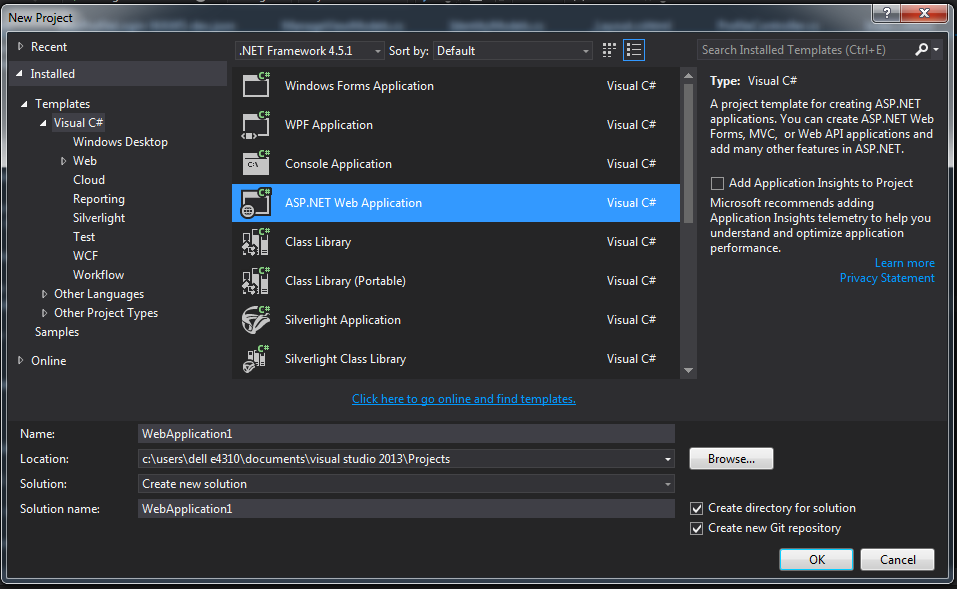 New Project
Recent
.NET Framework 4.5.1 Sort by: Default
Search Installed Templates (Ctrl+E)
Installed
Templates
Visual C#
Windows Desktop
Web
Cloud
Reporting
Silverlight
Test
WCF
Workflow
Other Languages
Other Project Types
Samples
Online
Windows Forms Application Visual C#
WPF Application Visual C#
Console Application Visual C#
ASP.NET Web Application Visual C#
Class Library Visual C#
Class Library (Portable) Visual C#
Silverlight Application Visual C#
Silverlight Class Library Visual C#
Click here to go online and find templates.
Type: Visual C#
A project template for creating ASP.NET
applications. You can create ASP.NET Web
Forms, MVC, or Web API applications and
add many other features in ASP.NET.
Add Application Insights to Project
Microsoft recommends adding
Application Insights telemetry to help you
understand and optimize application
performance.
Learn more
Privacy Statement
Name: WebApplication1
Location: c:\users\dell e4310\documents\visual studio 2013\Projects
Browse...
Solution: Create new solution
Solution name: WebApplication1
Create directory for solution
Create new Git repository
OK Cancel